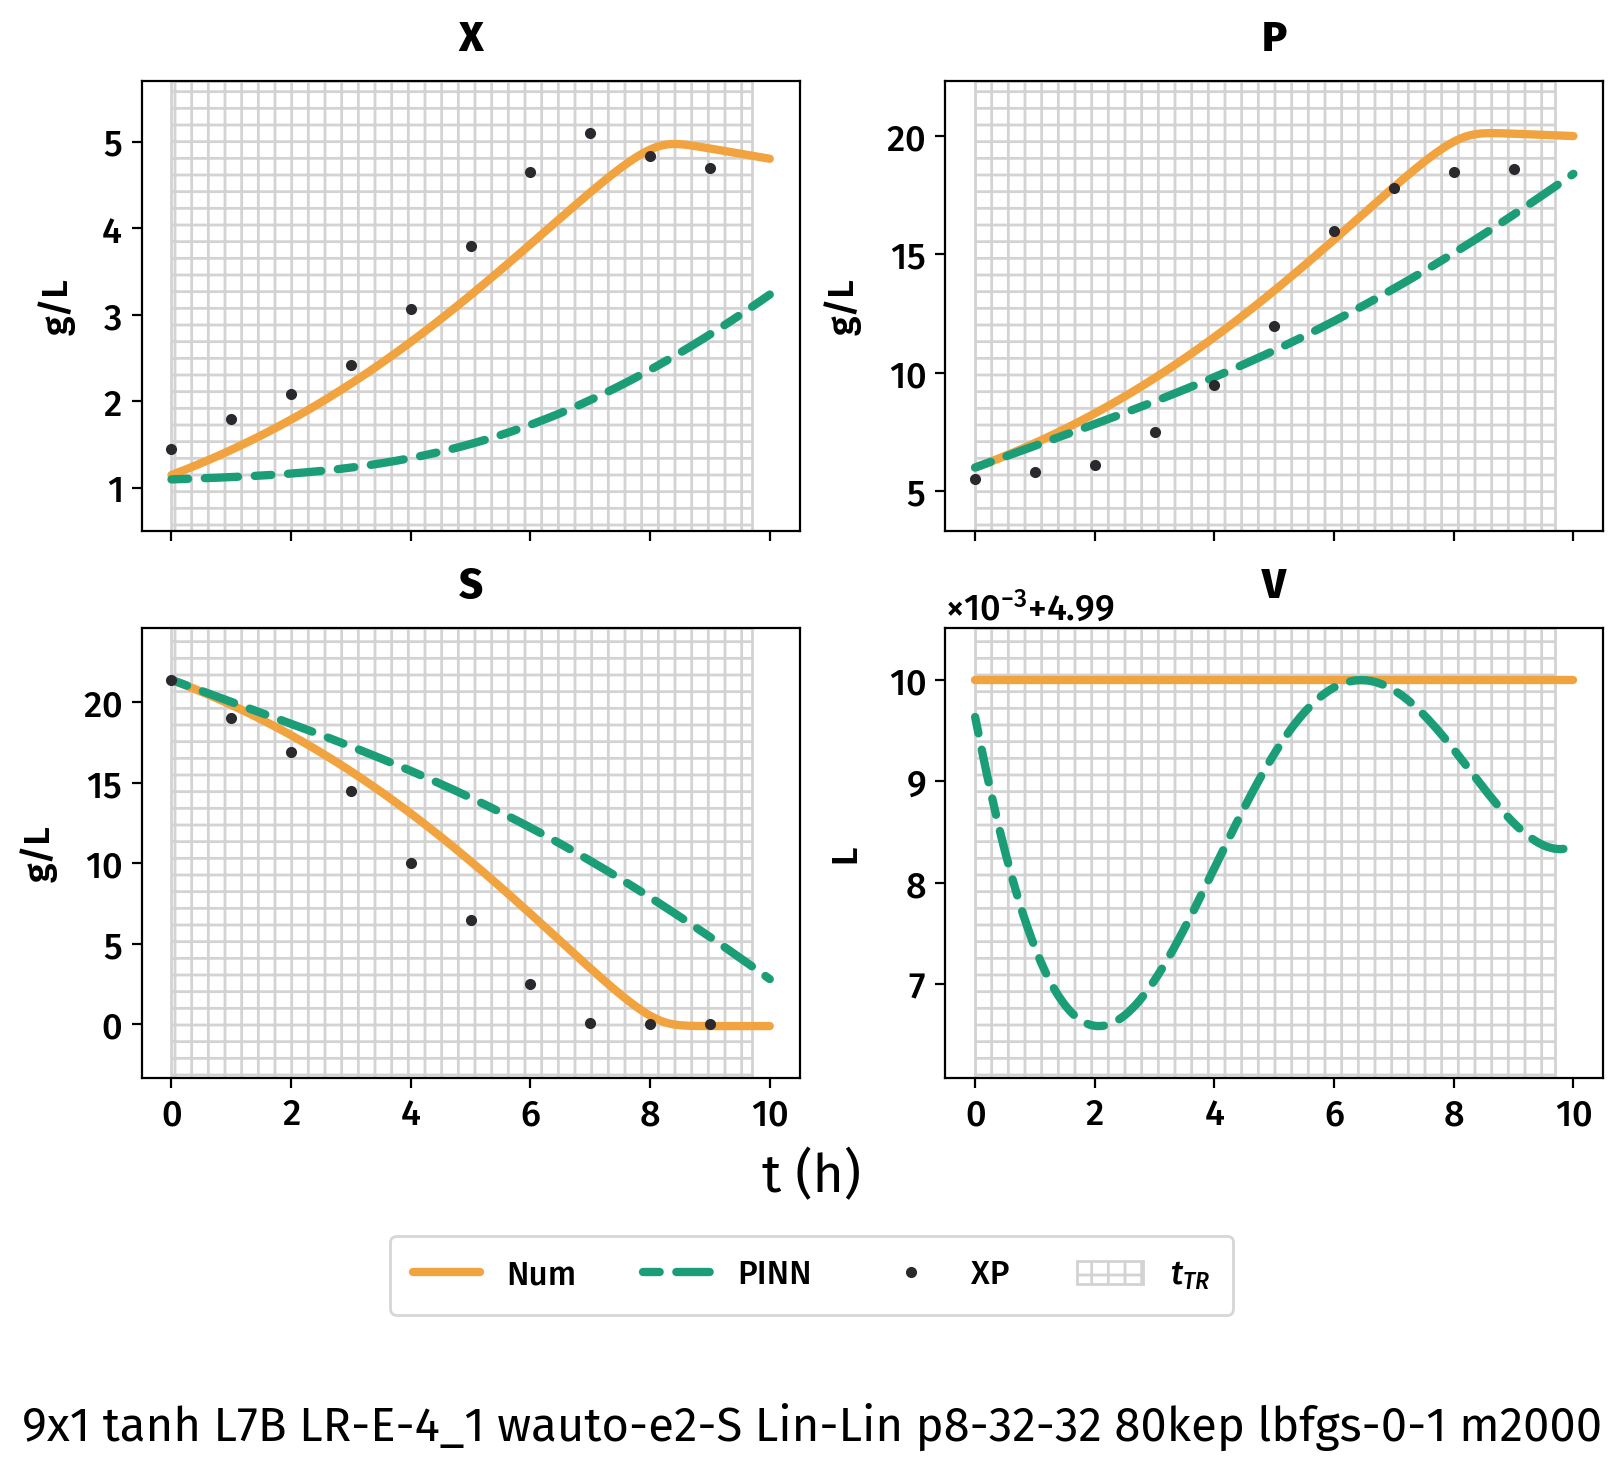 X
P
g/L
5
4
3
2
1
g/L
20
15
10
5
S
V
×10⁻³+4.99
g/L
20
15
10
5
0
L
10
9
8
7
0 2 4 6 8 10
0 2 4 6 8 10
t (h)
Num PINN XP t_TR
9x1 tanh L7B LR-E-4_1 wauto-e2-S Lin-Lin p8-32-32 80kep lbfgs-0-1 m2000